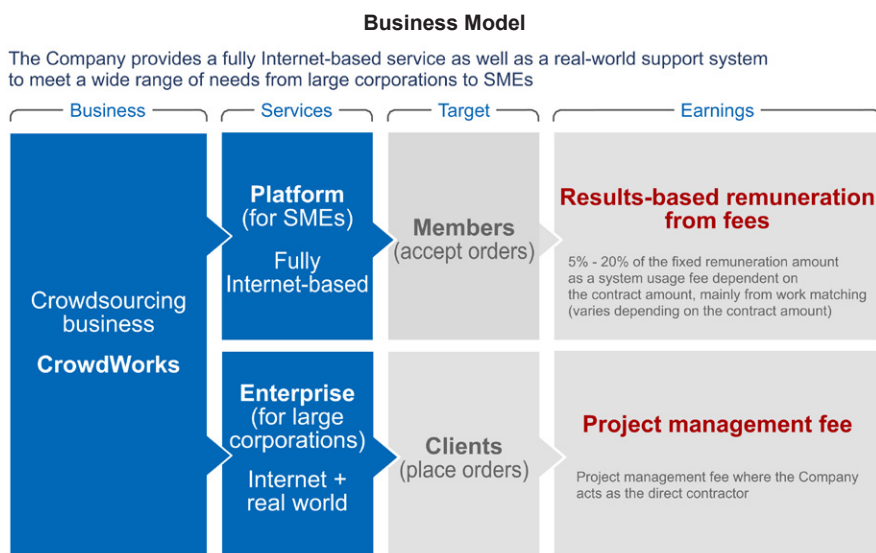 Business Model
The Company provides a fully Internet-based service as well as a real-world support system
to meet a wide range of needs from large corporations to SMEs
Business
Services
Target
Earnings
Crowdsourcing
business
CrowdWorks
Platform
(for SMEs)
Fully
Internet-based
Members
(accept orders)
Results-based remuneration
from fees
5% - 20% of the fixed remuneration amount
as a system usage fee dependent on
the contract amount, mainly from work matching
(varies depending on the contract amount)
Enterprise
(for large
corporations)
Internet +
real world
Clients
(place orders)
Project management fee
Project management fee where the Company
acts as the direct contractor